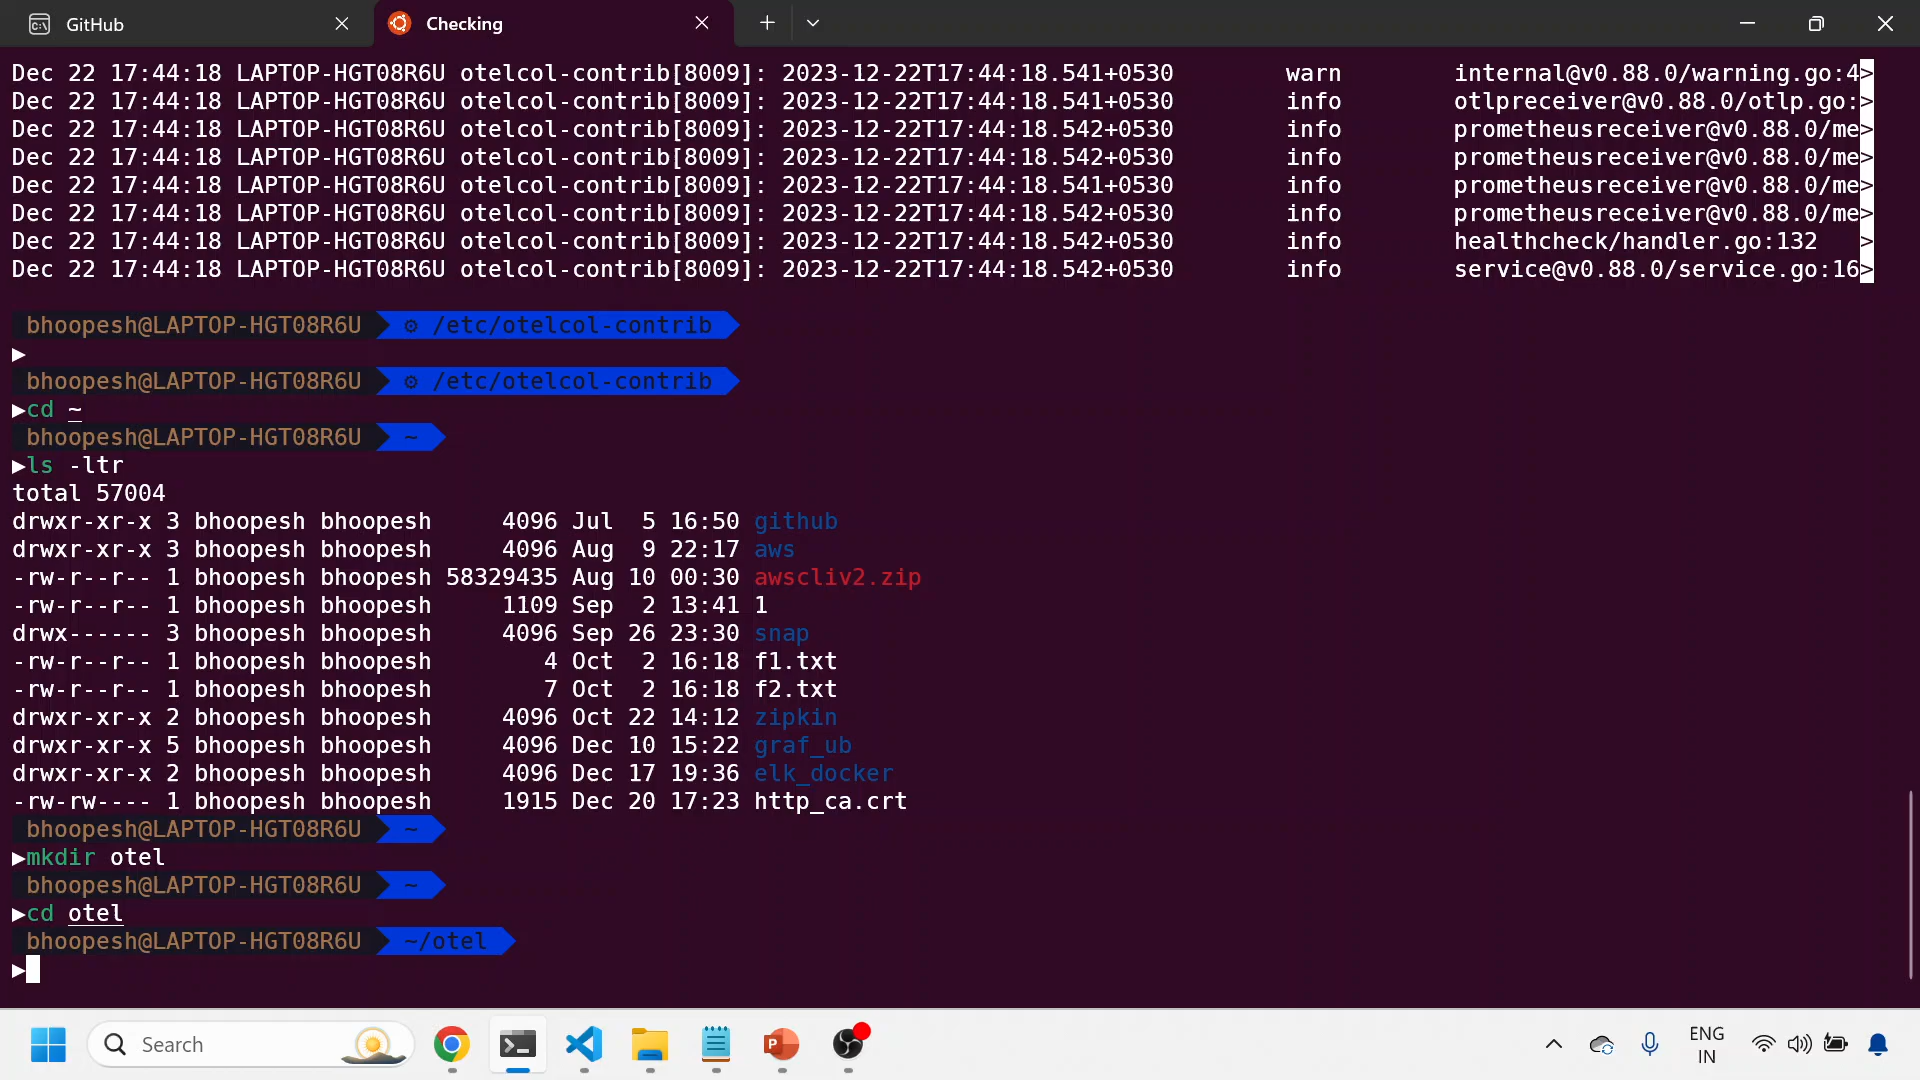 GitHub
Checking
Dec 22 17:44:18 LAPTOP-HGT08R6U otelcol-contrib[8009]: 2023-12-22T17:44:18.541+0530 warn internal@v0.88.0/warning.go:4>
Dec 22 17:44:18 LAPTOP-HGT08R6U otelcol-contrib[8009]: 2023-12-22T17:44:18.541+0530 info otlpreceiver@v0.88.0/otlp.go:>
Dec 22 17:44:18 LAPTOP-HGT08R6U otelcol-contrib[8009]: 2023-12-22T17:44:18.542+0530 info prometheusreceiver@v0.88.0/me>
Dec 22 17:44:18 LAPTOP-HGT08R6U otelcol-contrib[8009]: 2023-12-22T17:44:18.542+0530 info prometheusreceiver@v0.88.0/me>
Dec 22 17:44:18 LAPTOP-HGT08R6U otelcol-contrib[8009]: 2023-12-22T17:44:18.541+0530 info prometheusreceiver@v0.88.0/me>
Dec 22 17:44:18 LAPTOP-HGT08R6U otelcol-contrib[8009]: 2023-12-22T17:44:18.542+0530 info prometheusreceiver@v0.88.0/me>
Dec 22 17:44:18 LAPTOP-HGT08R6U otelcol-contrib[8009]: 2023-12-22T17:44:18.542+0530 info healthcheck/handler.go:132 >
Dec 22 17:44:18 LAPTOP-HGT08R6U otelcol-contrib[8009]: 2023-12-22T17:44:18.542+0530 info service@v0.88.0/service.go:16>
bhoopesh@LAPTOP-HGT08R6U /etc/otelcol-contrib
▶
bhoopesh@LAPTOP-HGT08R6U /etc/otelcol-contrib
▶cd ~
bhoopesh@LAPTOP-HGT08R6U ~
▶ls -ltr
total 57004
drwxr-xr-x 3 bhoopesh bhoopesh 4096 Jul 5 16:50 github
drwxr-xr-x 3 bhoopesh bhoopesh 4096 Aug 9 22:17 aws
-rw-r--r-- 1 bhoopesh bhoopesh 58329435 Aug 10 00:30 awscliv2.zip
-rw-r--r-- 1 bhoopesh bhoopesh 1109 Sep 2 13:41 1
drwx------ 3 bhoopesh bhoopesh 4096 Sep 26 23:30 snap
-rw-r--r-- 1 bhoopesh bhoopesh 4 Oct 2 16:18 f1.txt
-rw-r--r-- 1 bhoopesh bhoopesh 7 Oct 2 16:18 f2.txt
drwxr-xr-x 2 bhoopesh bhoopesh 4096 Oct 22 14:12 zipkin
drwxr-xr-x 5 bhoopesh bhoopesh 4096 Dec 10 15:22 graf_ub
drwxr-xr-x 2 bhoopesh bhoopesh 4096 Dec 17 19:36 elk_docker
-rw-rw---- 1 bhoopesh bhoopesh 1915 Dec 20 17:23 http_ca.crt
bhoopesh@LAPTOP-HGT08R6U ~
▶mkdir otel
bhoopesh@LAPTOP-HGT08R6U ~
▶cd otel
bhoopesh@LAPTOP-HGT08R6U ~/otel
▶
Search
ENG
IN